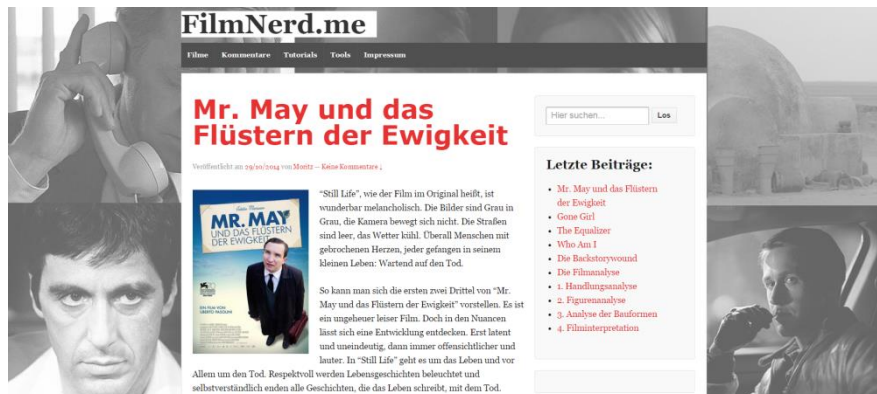 FilmNerd.me
Filme Kommentare Tutorials Tools Impressum
Mr. May und das
Flüstern der Ewigkeit
Veröffentlicht am 29/10/2014 von Moritz — Keine Kommentare ↓
MR. MAY
UND DAS FLÜSTERN
DER EWIGKEIT
EIN FILM VON
UBERTO PASOLINI
"Still Life", wie der Film im Original heißt, ist
wunderbar melancholisch. Die Bilder sind Grau in
Grau, die Kamera bewegt sich nicht. Die Straßen
sind leer, das Wetter kühl. Überall Menschen mit
gebrochenen Herzen, jeder gefangen in seinem
kleinen Leben: Wartend auf den Tod.
So kann man sich die ersten zwei Drittel von "Mr.
May und das Flüstern der Ewigkeit" vorstellen. Es ist
ein ungeheuer leiser Film. Doch in den Nuancen
lässt sich eine Entwicklung entdecken. Erst latent
und uneindeutig, dann immer offensichtlicher und
lauter. In "Still Life" geht es um das Leben und vor
Allem um den Tod. Respektvoll werden Lebensgeschichten beleuchtet und
selbstverständlich enden alle Geschichten, die das Leben schreibt, mit dem Tod.
Hier suchen... Los
Letzte Beiträge:
• Mr. May und das Flüstern
der Ewigkeit
• Gone Girl
• The Equalizer
• Who Am I
• Die Backstorywound
• Die Filmanalyse
• 1. Handlungsanalyse
• 2. Figurenanalyse
• 3. Analyse der Bauformen
• 4. Filminterpretation